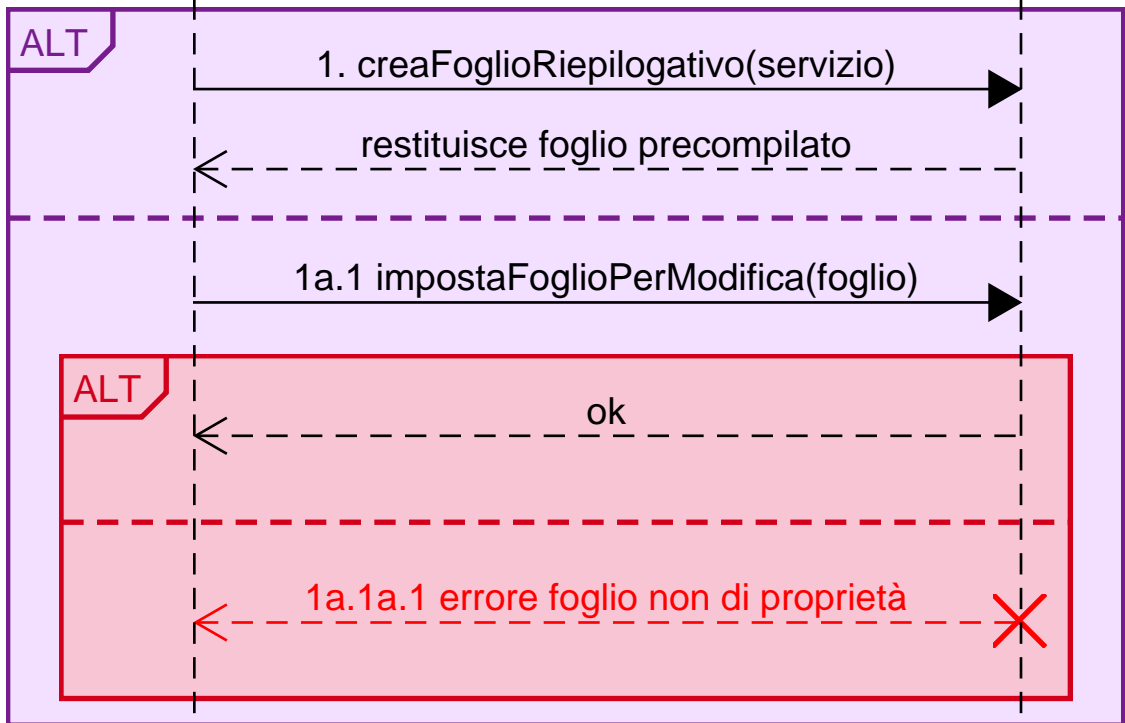 ALT
1. creaFoglioRiepilogativo(servizio)
restituisce foglio precompilato
1a.1 impostaFoglioPerModifica(foglio)
ALT
ok
1a.1a.1 errore foglio non di proprietà